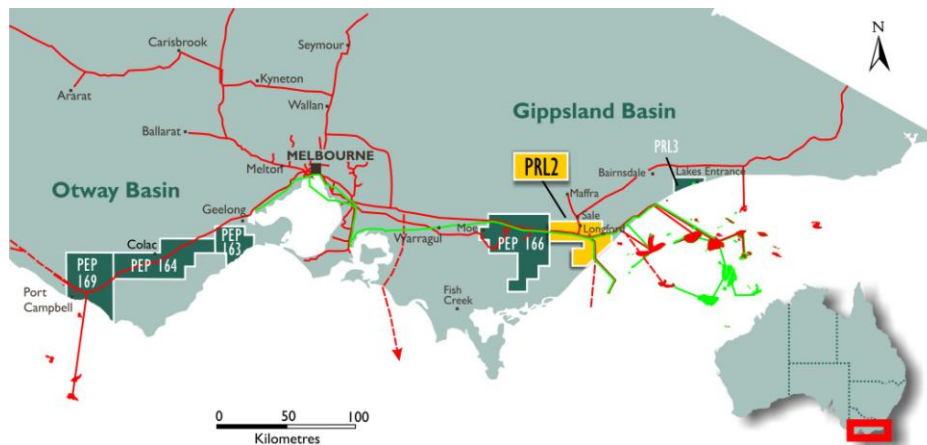 N
Seymour
Carisbrook
Kyneton
Ararat
Wallan
Gippsland Basin
Ballarat
MELBOURNE
Melton
PRL3
PRL2
Bairnsdale
Lakes Entrance
Otway Basin
Maffra
Geelong
Sale
Longford
Moe
Warragul
Colac
PEP
163
PEP 166
PEP
169
PEP 164
Port
Campbell
Fish
Creek
0 50 100
Kilometres